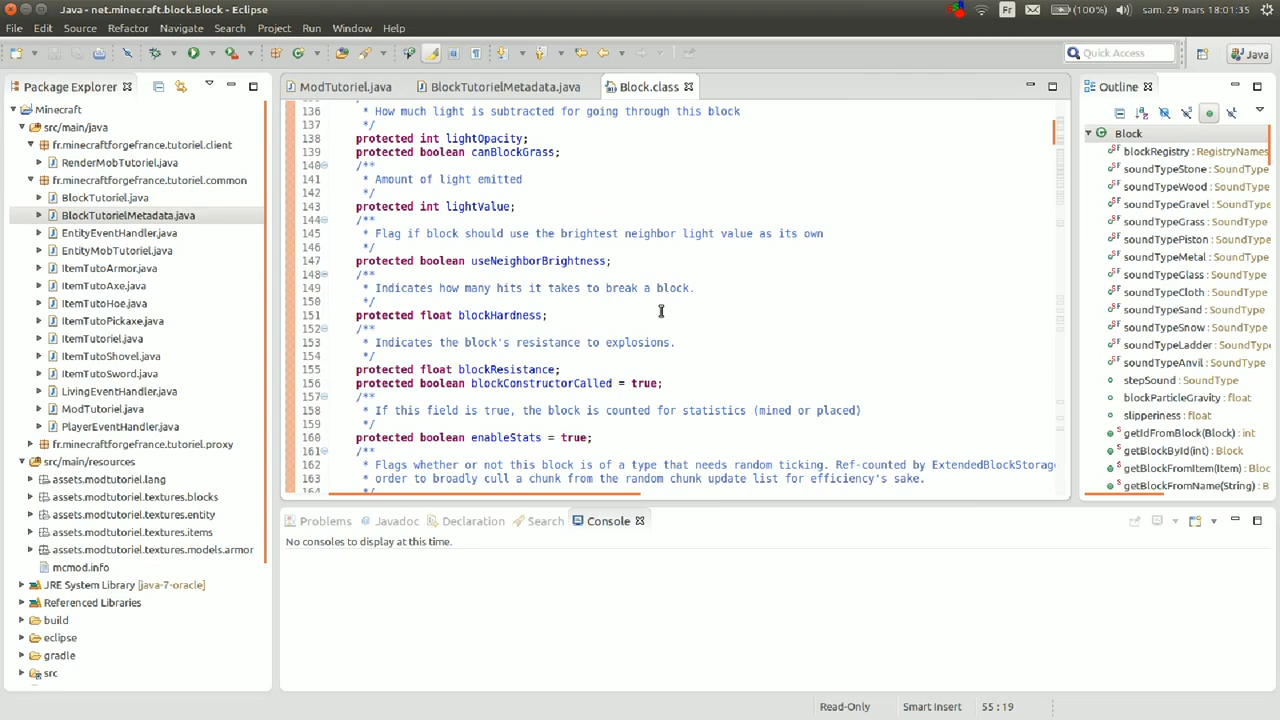 Java - net.minecraft.block.Block - Eclipse
Fr
(100%)
sam. 29 mars 18:01:35
File Edit Source Refactor Navigate Search Project Run Window Help
Quick Access
Java
Package Explorer
Minecraft
src/main/java
fr.minecraftforgefrance.tutoriel.client
RenderMobTutoriel.java
fr.minecraftforgefrance.tutoriel.common
BlockTutoriel.java
BlockTutorielMetadata.java
EntityEventHandler.java
EntityMobTutoriel.java
ItemTutoArmor.java
ItemTutoAxe.java
ItemTutoHoe.java
ItemTutoPickaxe.java
ItemTutoriel.java
ItemTutoShovel.java
ItemTutoSword.java
LivingEventHandler.java
ModTutoriel.java
PlayerEventHandler.java
fr.minecraftforgefrance.tutoriel.proxy
src/main/resources
assets.modtutoriel.lang
assets.modtutoriel.textures.blocks
assets.modtutoriel.textures.entity
assets.modtutoriel.textures.items
assets.modtutoriel.textures.models.armor
mcmod.info
JRE System Library [java-7-oracle]
Referenced Libraries
build
eclipse
gradle
src
ModTutoriel.java
BlockTutorielMetadata.java
Block.class
136 * How much light is subtracted for going through this block
137 */
138 protected int lightOpacity;
139 protected boolean canBlockGrass;
140 /**
141 * Amount of light emitted
142 */
143 protected int lightValue;
144 /**
145 * Flag if block should use the brightest neighbor light value as its own
146 */
147 protected boolean useNeighborBrightness;
148 /**
149 * Indicates how many hits it takes to break a block.
150 */
151 protected float blockHardness;
152 /**
153 * Indicates the block's resistance to explosions.
154 */
155 protected float blockResistance;
156 protected boolean blockConstructorCalled = true;
157 /**
158 * If this field is true, the block is counted for statistics (mined or placed)
159 */
160 protected boolean enableStats = true;
161 /**
162 * Flags whether or not this block is of a type that needs random ticking. Ref-counted by ExtendedBlockStorage
163 * order to broadly cull a chunk from the random chunk update list for efficiency's sake.
164 */
Outline
Block
blockRegistry : RegistryNames
soundTypeStone : SoundType
soundTypeWood : SoundType
soundTypeGravel : SoundType
soundTypeGrass : SoundType
soundTypePiston : SoundType
soundTypeMetal : SoundType
soundTypeGlass : SoundType
soundTypeCloth : SoundType
soundTypeSand : SoundType
soundTypeSnow : SoundType
soundTypeLadder : SoundType
soundTypeAnvil : SoundType
stepSound : SoundType
blockParticleGravity : float
slipperiness : float
getIdFromBlock(Block) : int
getBlockById(int) : Block
getBlockFromItem(Item) : Block
getBlockFromName(String) : B
Problems Javadoc Declaration Search Console
No consoles to display at this time.
Read-Only
Smart Insert
55 : 19